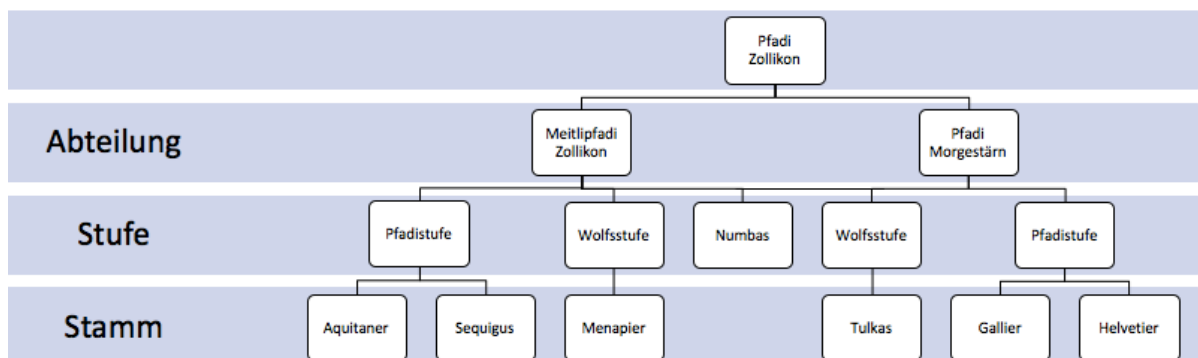 Pfadi
Zollikon
Abteilung
Meitlipfadi
Zollikon
Pfadi
Morgestärn
Stufe
Pfadistufe
Wolfsstufe
Numbas
Wolfsstufe
Pfadistufe
Stamm
Aquitaner
Sequigus
Menapier
Tulkas
Gallier
Helvetier